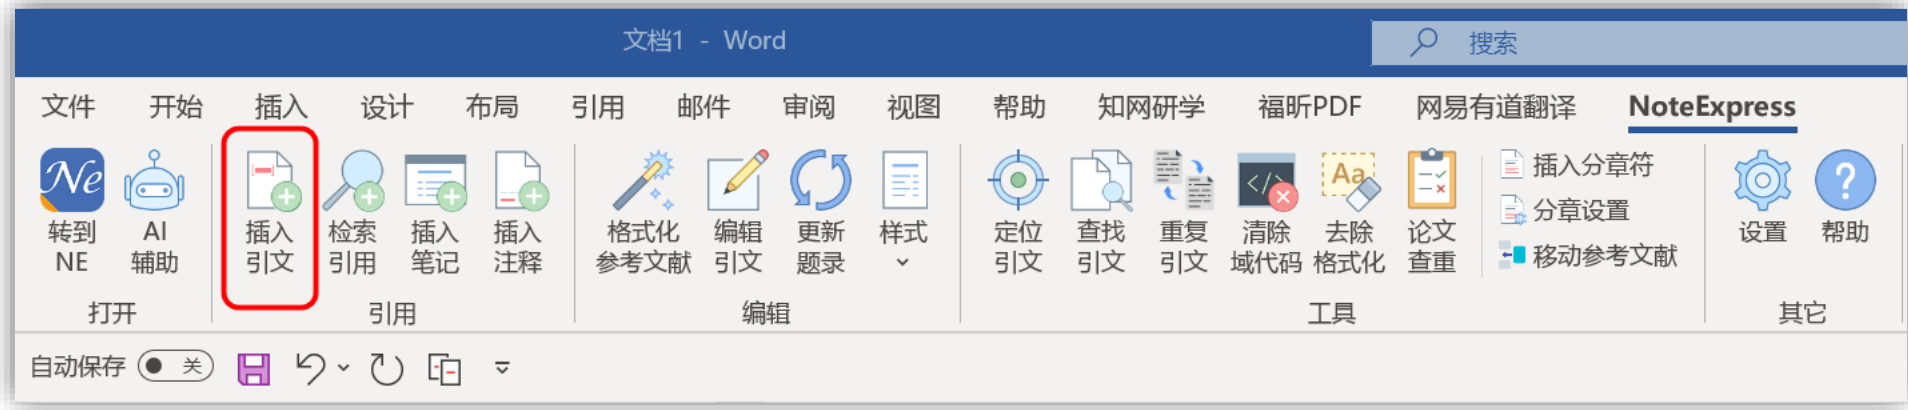 文档1 - Word
搜索
文件 开始 插入 设计 布局 引用 邮件 审阅 视图 帮助 知网研学 福昕PDF 网易有道翻译 NoteExpress
Ne
转到
NE
AI
辅助
打开
插入
引文
检索
引用
插入
笔记
插入
注释
引用
格式化
参考文献
编辑
引文
更新
题录
样式
编辑
定位
引文
查找
引文
重复
引文
</>
清除
域代码
Aa
去除
格式化
论文
查重
插入分章符
分章设置
移动参考文献
工具
设置
?
帮助
其它
自动保存 关